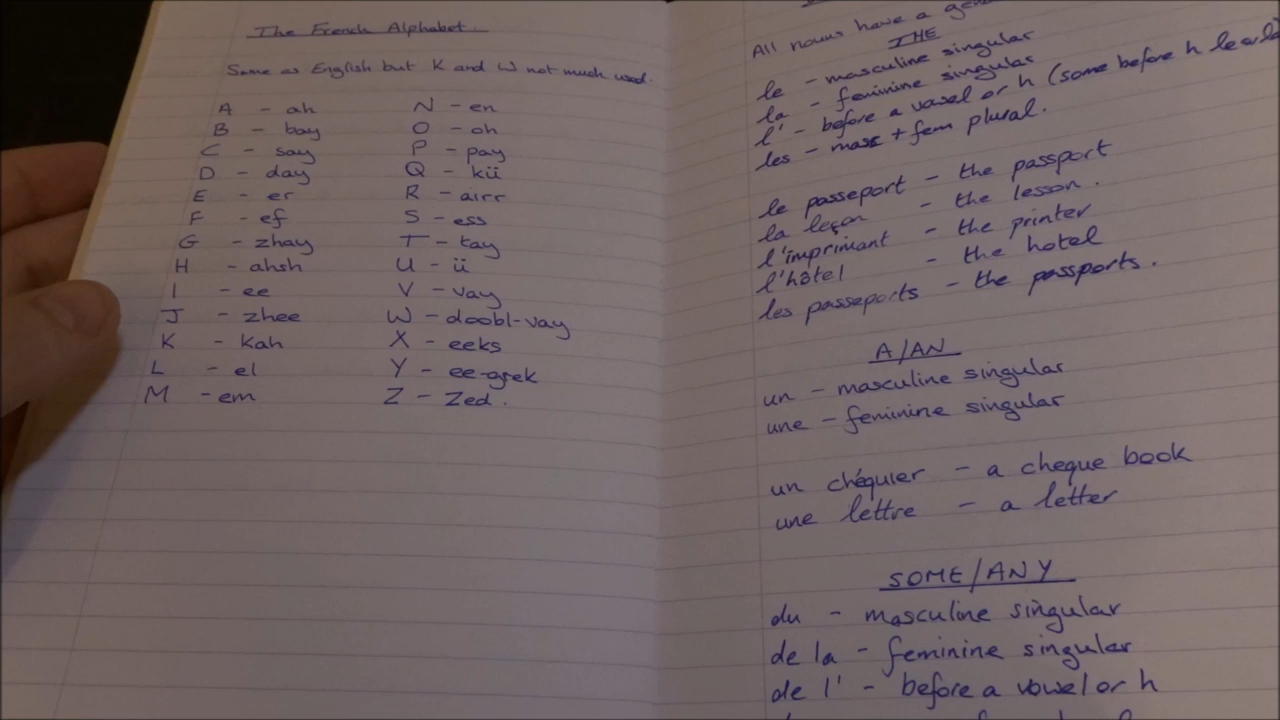 The French Alphabet.
Same as English but K and W not much used.
A - ah
B - bay
C - say
D - day
E - er
F - ef
G - zhay
H - ahsh
I - ee
J - zhee
K - kah
L - el
M - em
N - en
O - oh
P - pay
Q - kü
R - airr
S - ess
T - tay
U - ü
V - vay
W - doobl-vay
X - eeks
Y - ee-grek
Z - Zed.
All nouns have a
THE
le - masculine singular
la - feminine singular
l' - before a vowel or h (some before h
les - masc + fem plural.
le passeport - the passport
la leçon - the lesson.
l'imprimant - the printer
l'hôtel - the hotel
les passeports - the passports.
A/AN
un - masculine singular
une - feminine singular
un chéquier - a cheque book
une lettre - a letter
SOME/ANY
du - masculine singular
de la - feminine singular
de l' - before a vowel or h